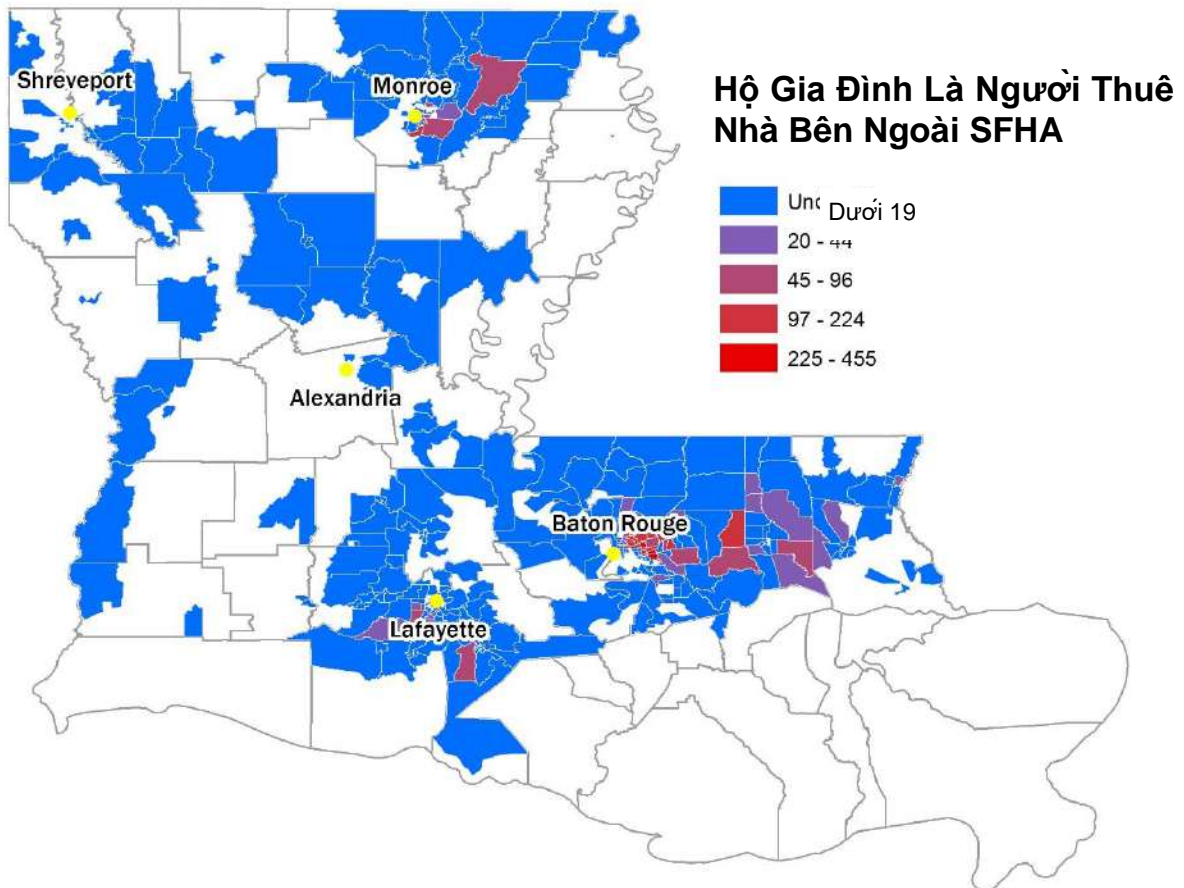 Shreveport
Monroe
Hộ Gia Đình Là Người Thuê
Nhà Bên Ngoài SFHA
Dưới 19
20 - 44
45 - 96
97 - 224
225 - 455
Alexandria
Baton Rouge
Lafayette